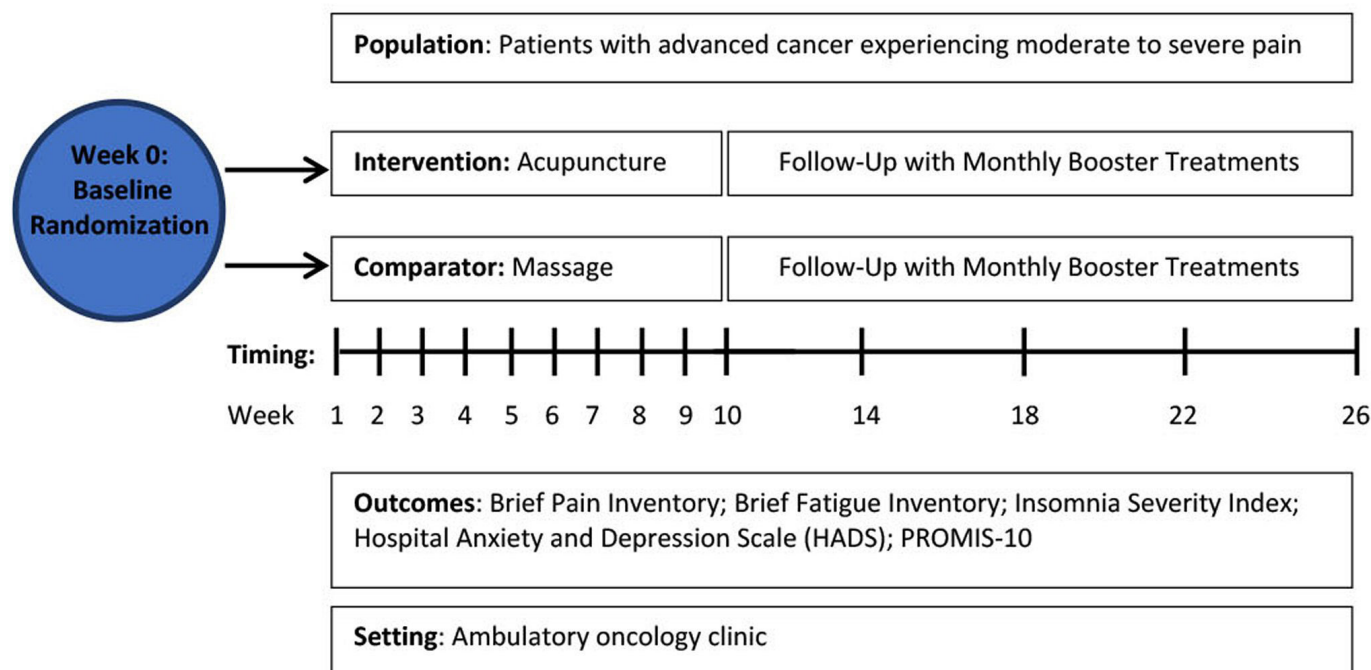 Population: Patients with advanced cancer experiencing moderate to severe pain
Week 0:
Baseline
Randomization
Intervention: Acupuncture
Follow-Up with Monthly Booster Treatments
Comparator: Massage
Follow-Up with Monthly Booster Treatments
Timing:
Week 1 2 3 4 5 6 7 8 9 10 14 18 22 26
Outcomes: Brief Pain Inventory; Brief Fatigue Inventory; Insomnia Severity Index;
Hospital Anxiety and Depression Scale (HADS); PROMIS-10
Setting: Ambulatory oncology clinic